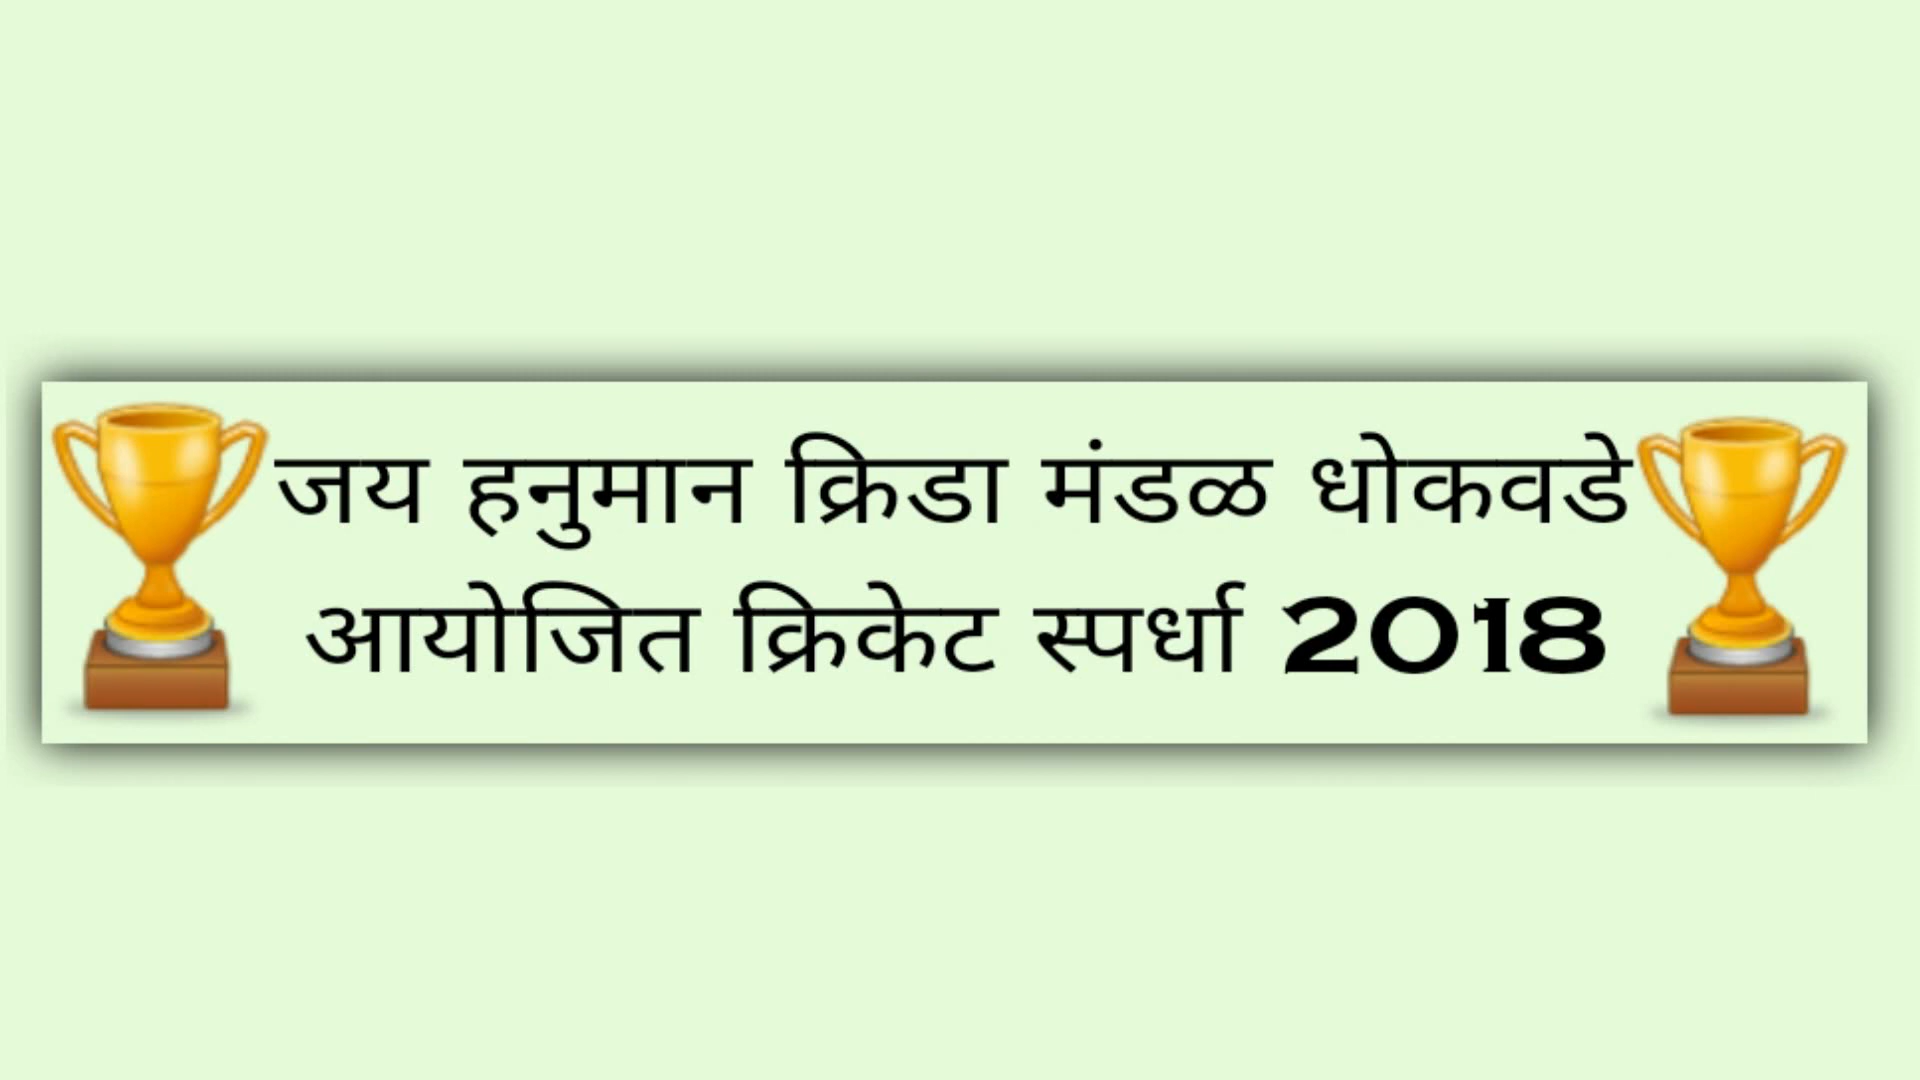 जय हनुमान क्रिडा मंडळ धोकवडे
आयोजित क्रिकेट स्पर्धा 2018